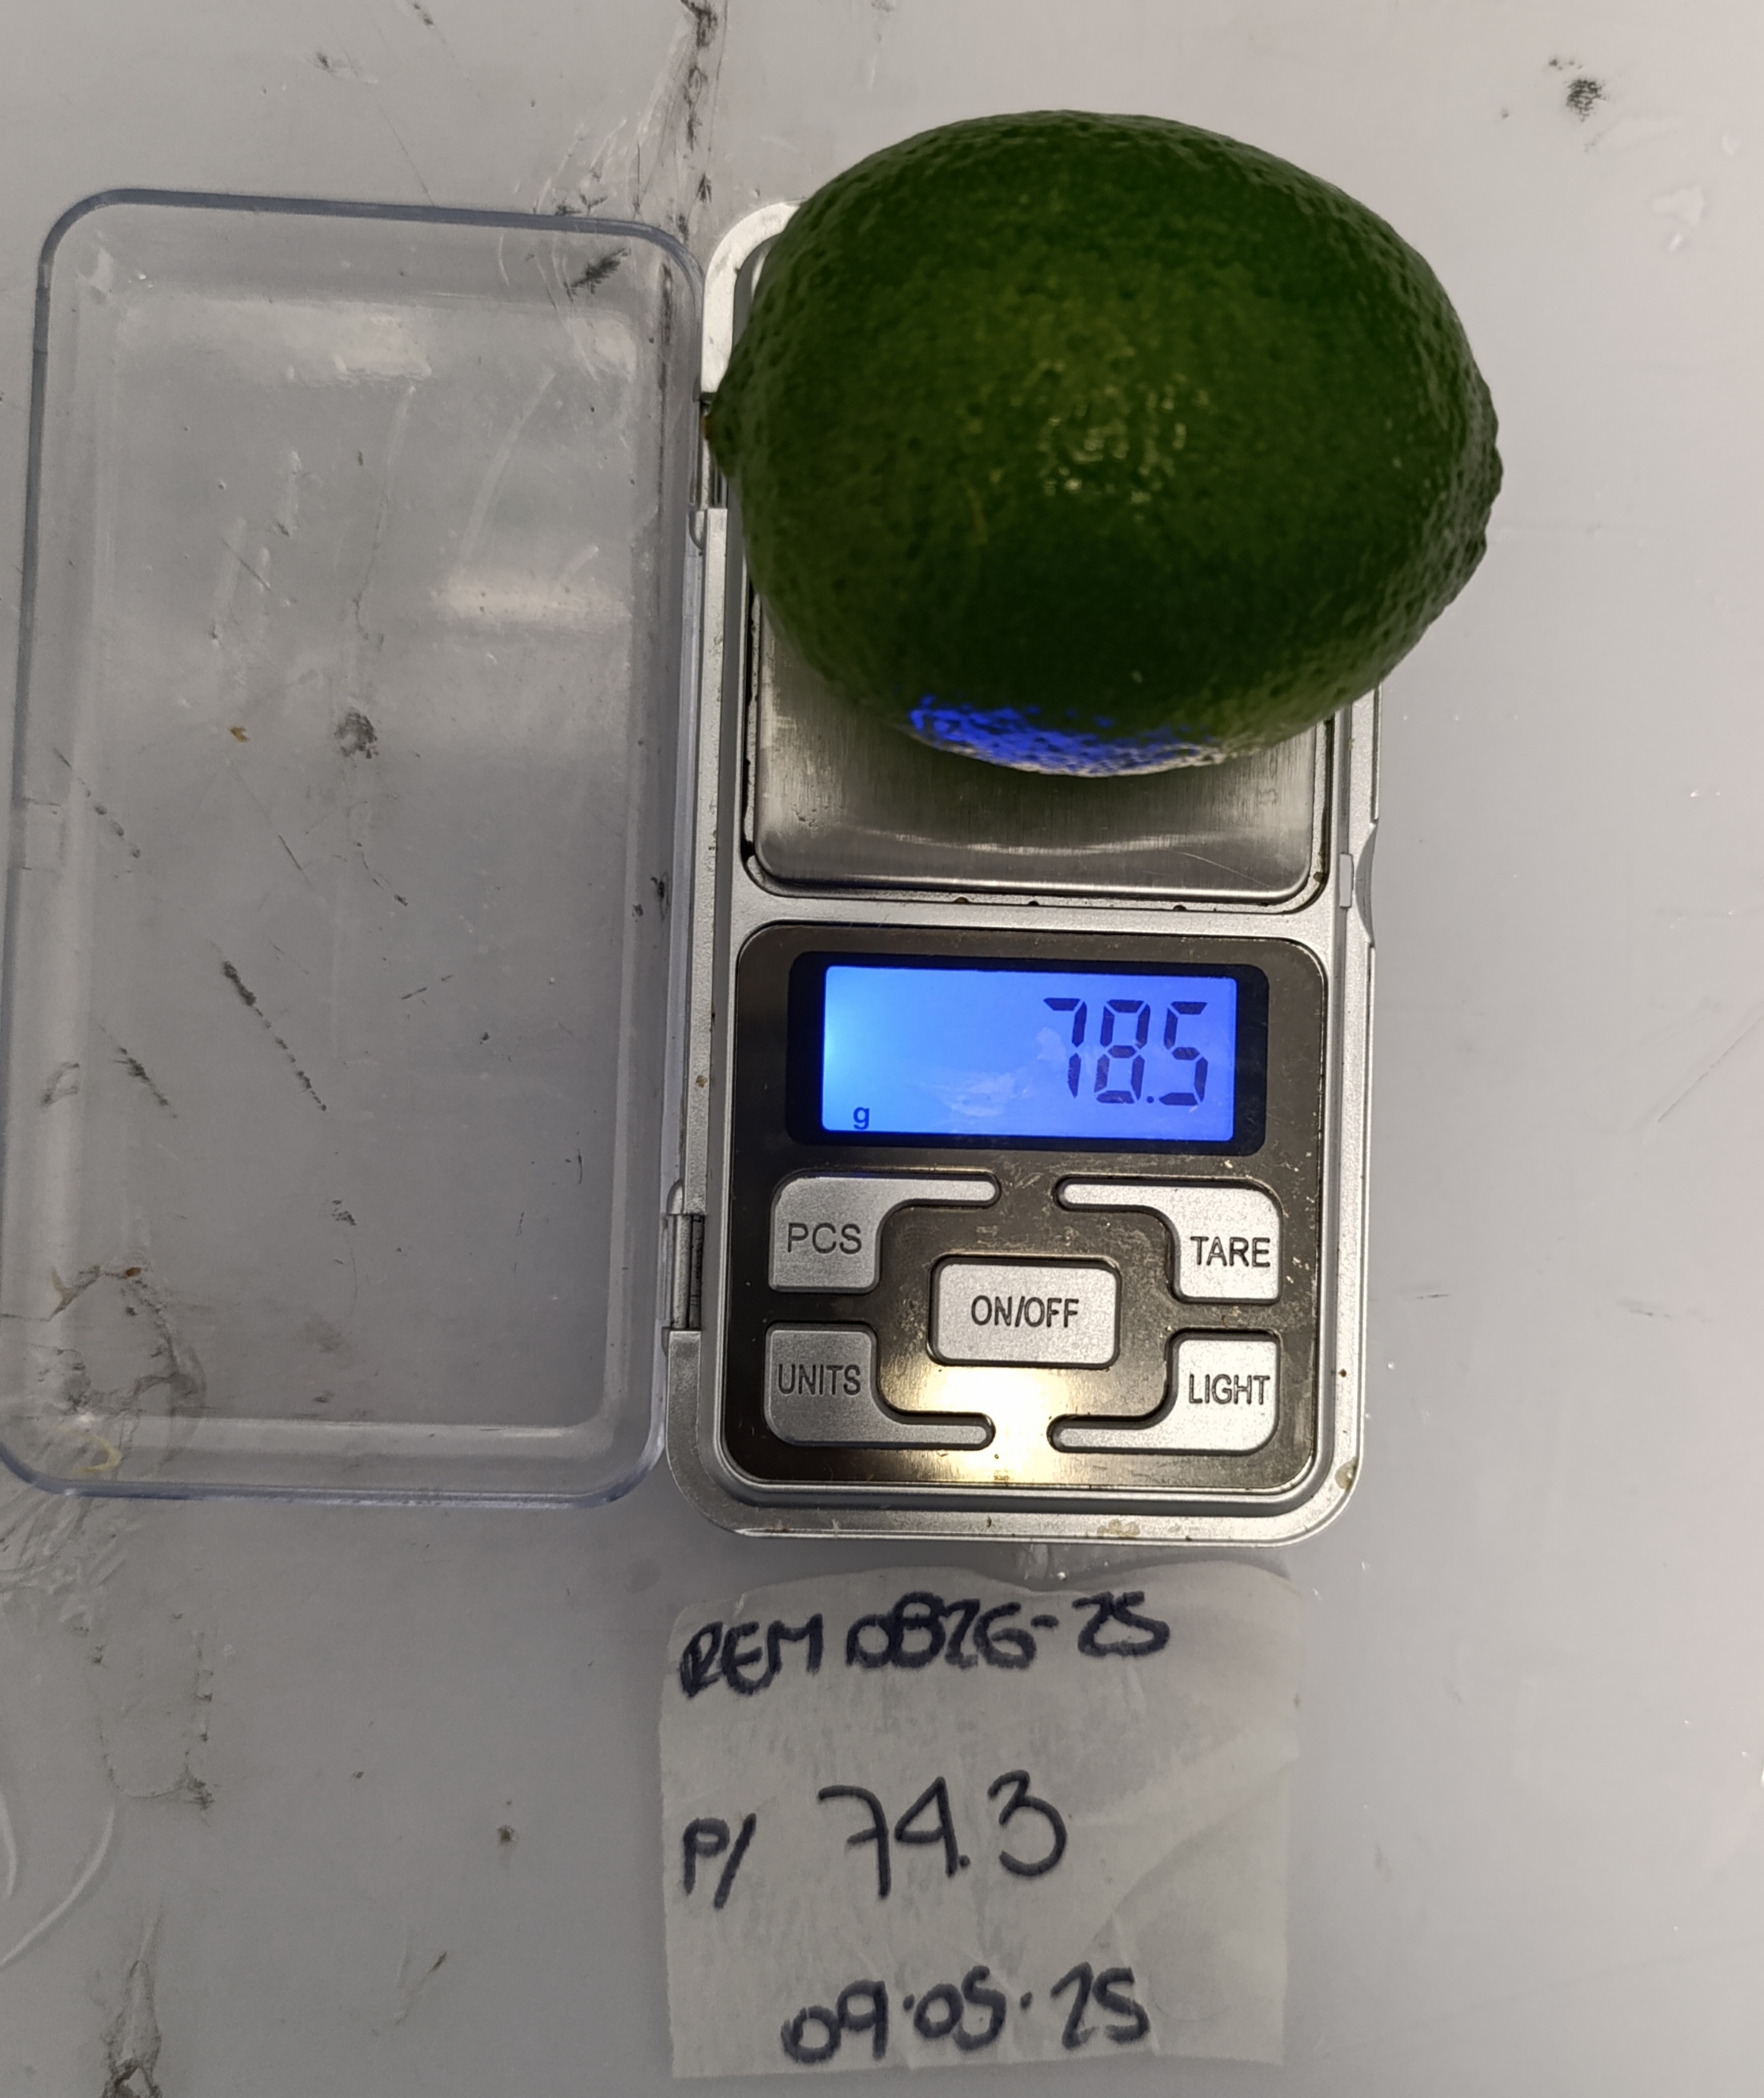 78.5
g
PCS
TARE
ON/OFF
UNITS
LIGHT
REM 0826-25
P/ 74.3
09.05.25